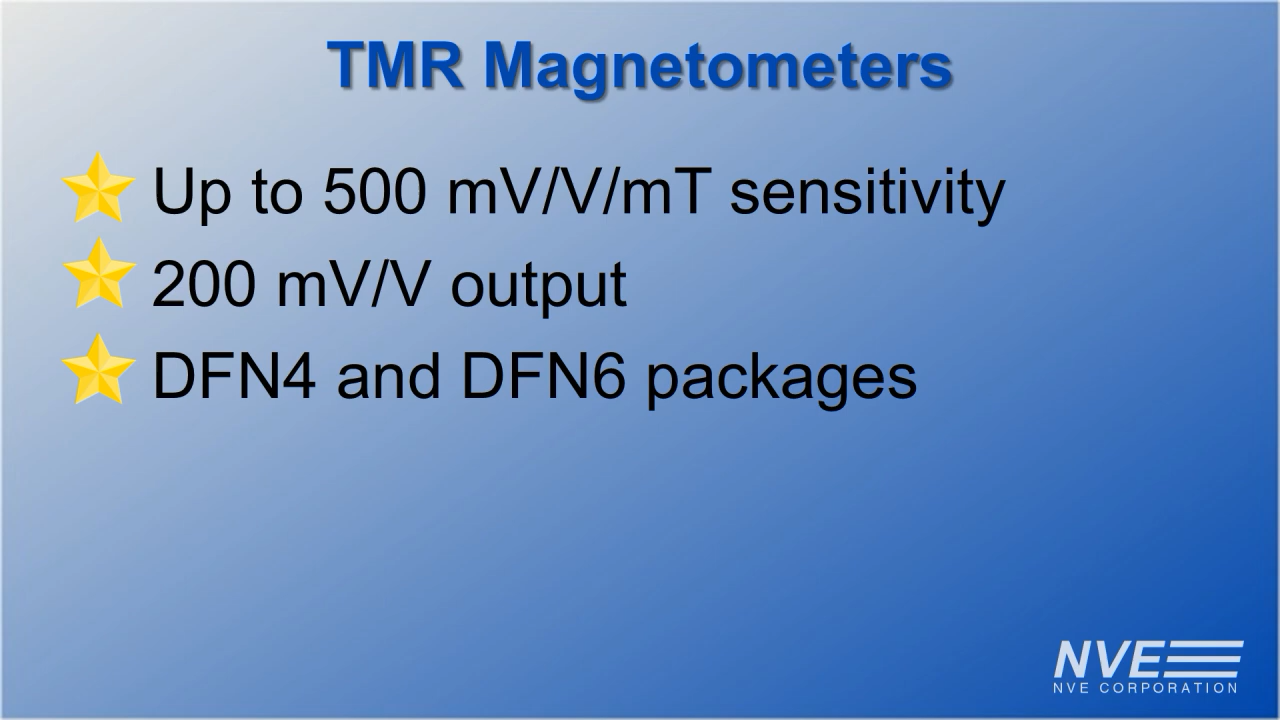 TMR Magnetometers
Up to 500 mV/V/mT sensitivity
200 mV/V output
DFN4 and DFN6 packages
NVE
NVE CORPORATION